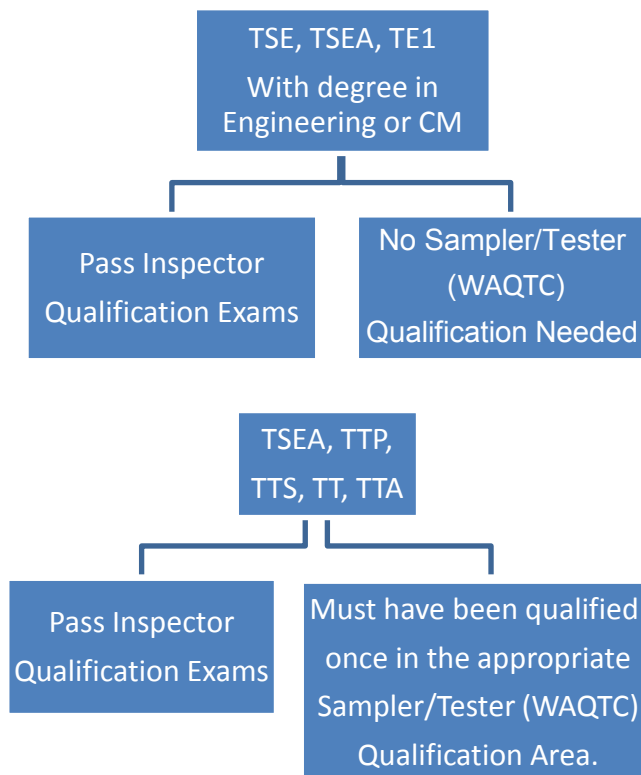 TSE, TSEA, TE1
With degree in
Engineering or CM
Pass Inspector
Qualification Exams
No Sampler/Tester
(WAQTC)
Qualification Needed
TSEA, TTP,
TTS, TT, TTA
Pass Inspector
Qualification Exams
Must have been qualified
once in the appropriate
Sampler/Tester (WAQTC)
Qualification Area.